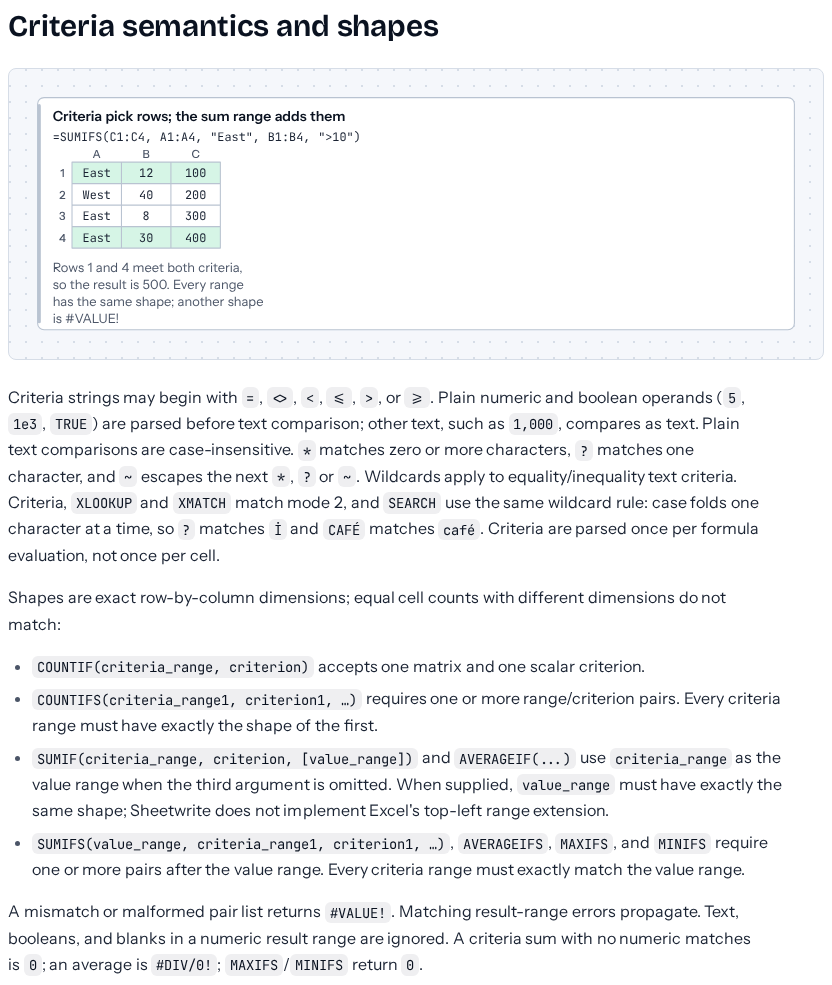 Criteria semantics and shapes
Criteria pick rows; the sum range adds them
=SUMIFS(C1:C4, A1:A4, "East", B1:B4, ">10")
A B C
1 East 12 100
2 West 40 200
3 East 8 300
4 East 30 400
Rows 1 and 4 meet both criteria,
so the result is 500. Every range
has the same shape; another shape
is #VALUE!
Criteria strings may begin with =, <>, <, <=, >, or >=. Plain numeric and boolean operands (5,
1e3, TRUE) are parsed before text comparison; other text, such as 1,000, compares as text. Plain
text comparisons are case-insensitive. * matches zero or more characters, ? matches one
character, and ~ escapes the next *, ? or ~. Wildcards apply to equality/inequality text criteria.
Criteria, XLOOKUP and XMATCH match mode 2, and SEARCH use the same wildcard rule: case folds one
character at a time, so ? matches İ and CAFÉ matches café. Criteria are parsed once per formula
evaluation, not once per cell.
Shapes are exact row-by-column dimensions; equal cell counts with different dimensions do not
match:
• COUNTIF(criteria_range, criterion) accepts one matrix and one scalar criterion.
• COUNTIFS(criteria_range1, criterion1, …) requires one or more range/criterion pairs. Every criteria
range must have exactly the shape of the first.
• SUMIF(criteria_range, criterion, [value_range]) and AVERAGEIF(...) use criteria_range as the
value range when the third argument is omitted. When supplied, value_range must have exactly the
same shape; Sheetwrite does not implement Excel's top-left range extension.
• SUMIFS(value_range, criteria_range1, criterion1, …), AVERAGEIFS, MAXIFS, and MINIFS require
one or more pairs after the value range. Every criteria range must exactly match the value range.
A mismatch or malformed pair list returns #VALUE!. Matching result-range errors propagate. Text,
booleans, and blanks in a numeric result range are ignored. A criteria sum with no numeric matches
is 0; an average is #DIV/0!; MAXIFS/MINIFS return 0.